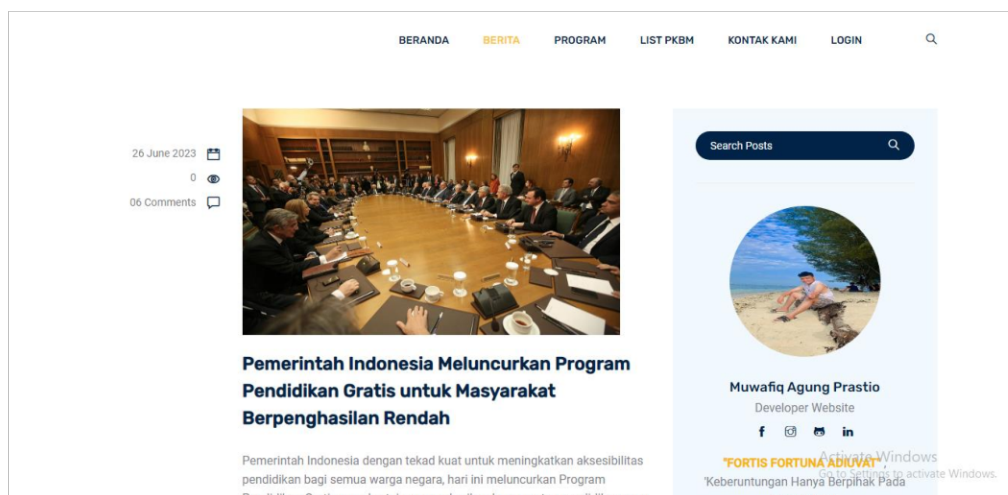 BERANDA BERITA PROGRAM LIST PKBM KONTAK KAMI LOGIN
26 June 2023
0
06 Comments
Pemerintah Indonesia Meluncurkan Program
Pendidikan Gratis untuk Masyarakat
Berpenghasilan Rendah
Pemerintah Indonesia dengan tekad kuat untuk meningkatkan aksesibilitas
pendidikan bagi semua warga negara, hari ini meluncurkan Program
Search Posts
Muwafiq Agung Prastio
Developer Website
"FORTIS FORTUNA ADIUVAT" ,
'Keberuntungan Hanya Berpihak Pada
Activate Windows
Go to Settings to activate Windows.